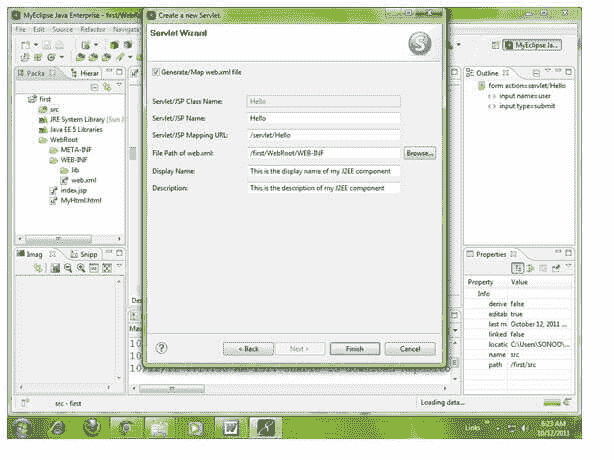 MyEclipse Java Enterprise - first/WebRo
Create a new Servlet
File Edit Source Refactor Navigate
MyEclipse Ja...
Servlet Wizard
Packa
Hierar
Outline
Generate/Map web.xml file
Servlet/JSP Class Name: Hello
Servlet/JSP Name: Hello
Servlet/JSP Mapping URL: /servlet/Hello
File Path of web.xml: /first/WebRoot/WEB-INF Browse...
Display Name: This is the display name of my J2EE component
Description: This is the description of my J2EE component
first
src
JRE System Library [Sun J
Java EE 5 Libraries
WebRoot
META-INF
WEB-INF
lib
web.xml
index.jsp
MyHtml.html
form action=servlet/Hello
input name=user
input type=submit
Imag
Snipp
Properties
Property Value
Info
derive false
editab true
last m October 12, 2011 ...
linked false
locatic C:\Users\SONOO\...
name src
path /first/src
< Back Next > Finish Cancel
src - first
Loading data...
Links
6:23 AM
10/12/2011